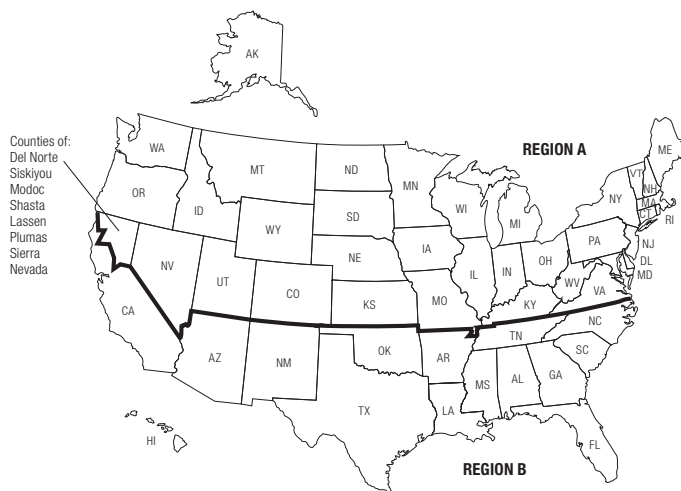 AK
Counties of:
Del Norte
Siskiyou
Modoc
Shasta
Lassen
Plumas
Sierra
Nevada
REGION A
WA
MT
ND
MN
ME
OR
ID
SD
WI
MI
VT
NH
NY
MA
CT
RI
WY
IA
NE
PA
NJ
NV
UT
CO
IL
IN
OH
DL
MD
WV
VA
KS
MO
KY
CA
NC
TN
OK
AR
SC
AZ
NM
MS
AL
GA
TX
LA
HI
FL
REGION B